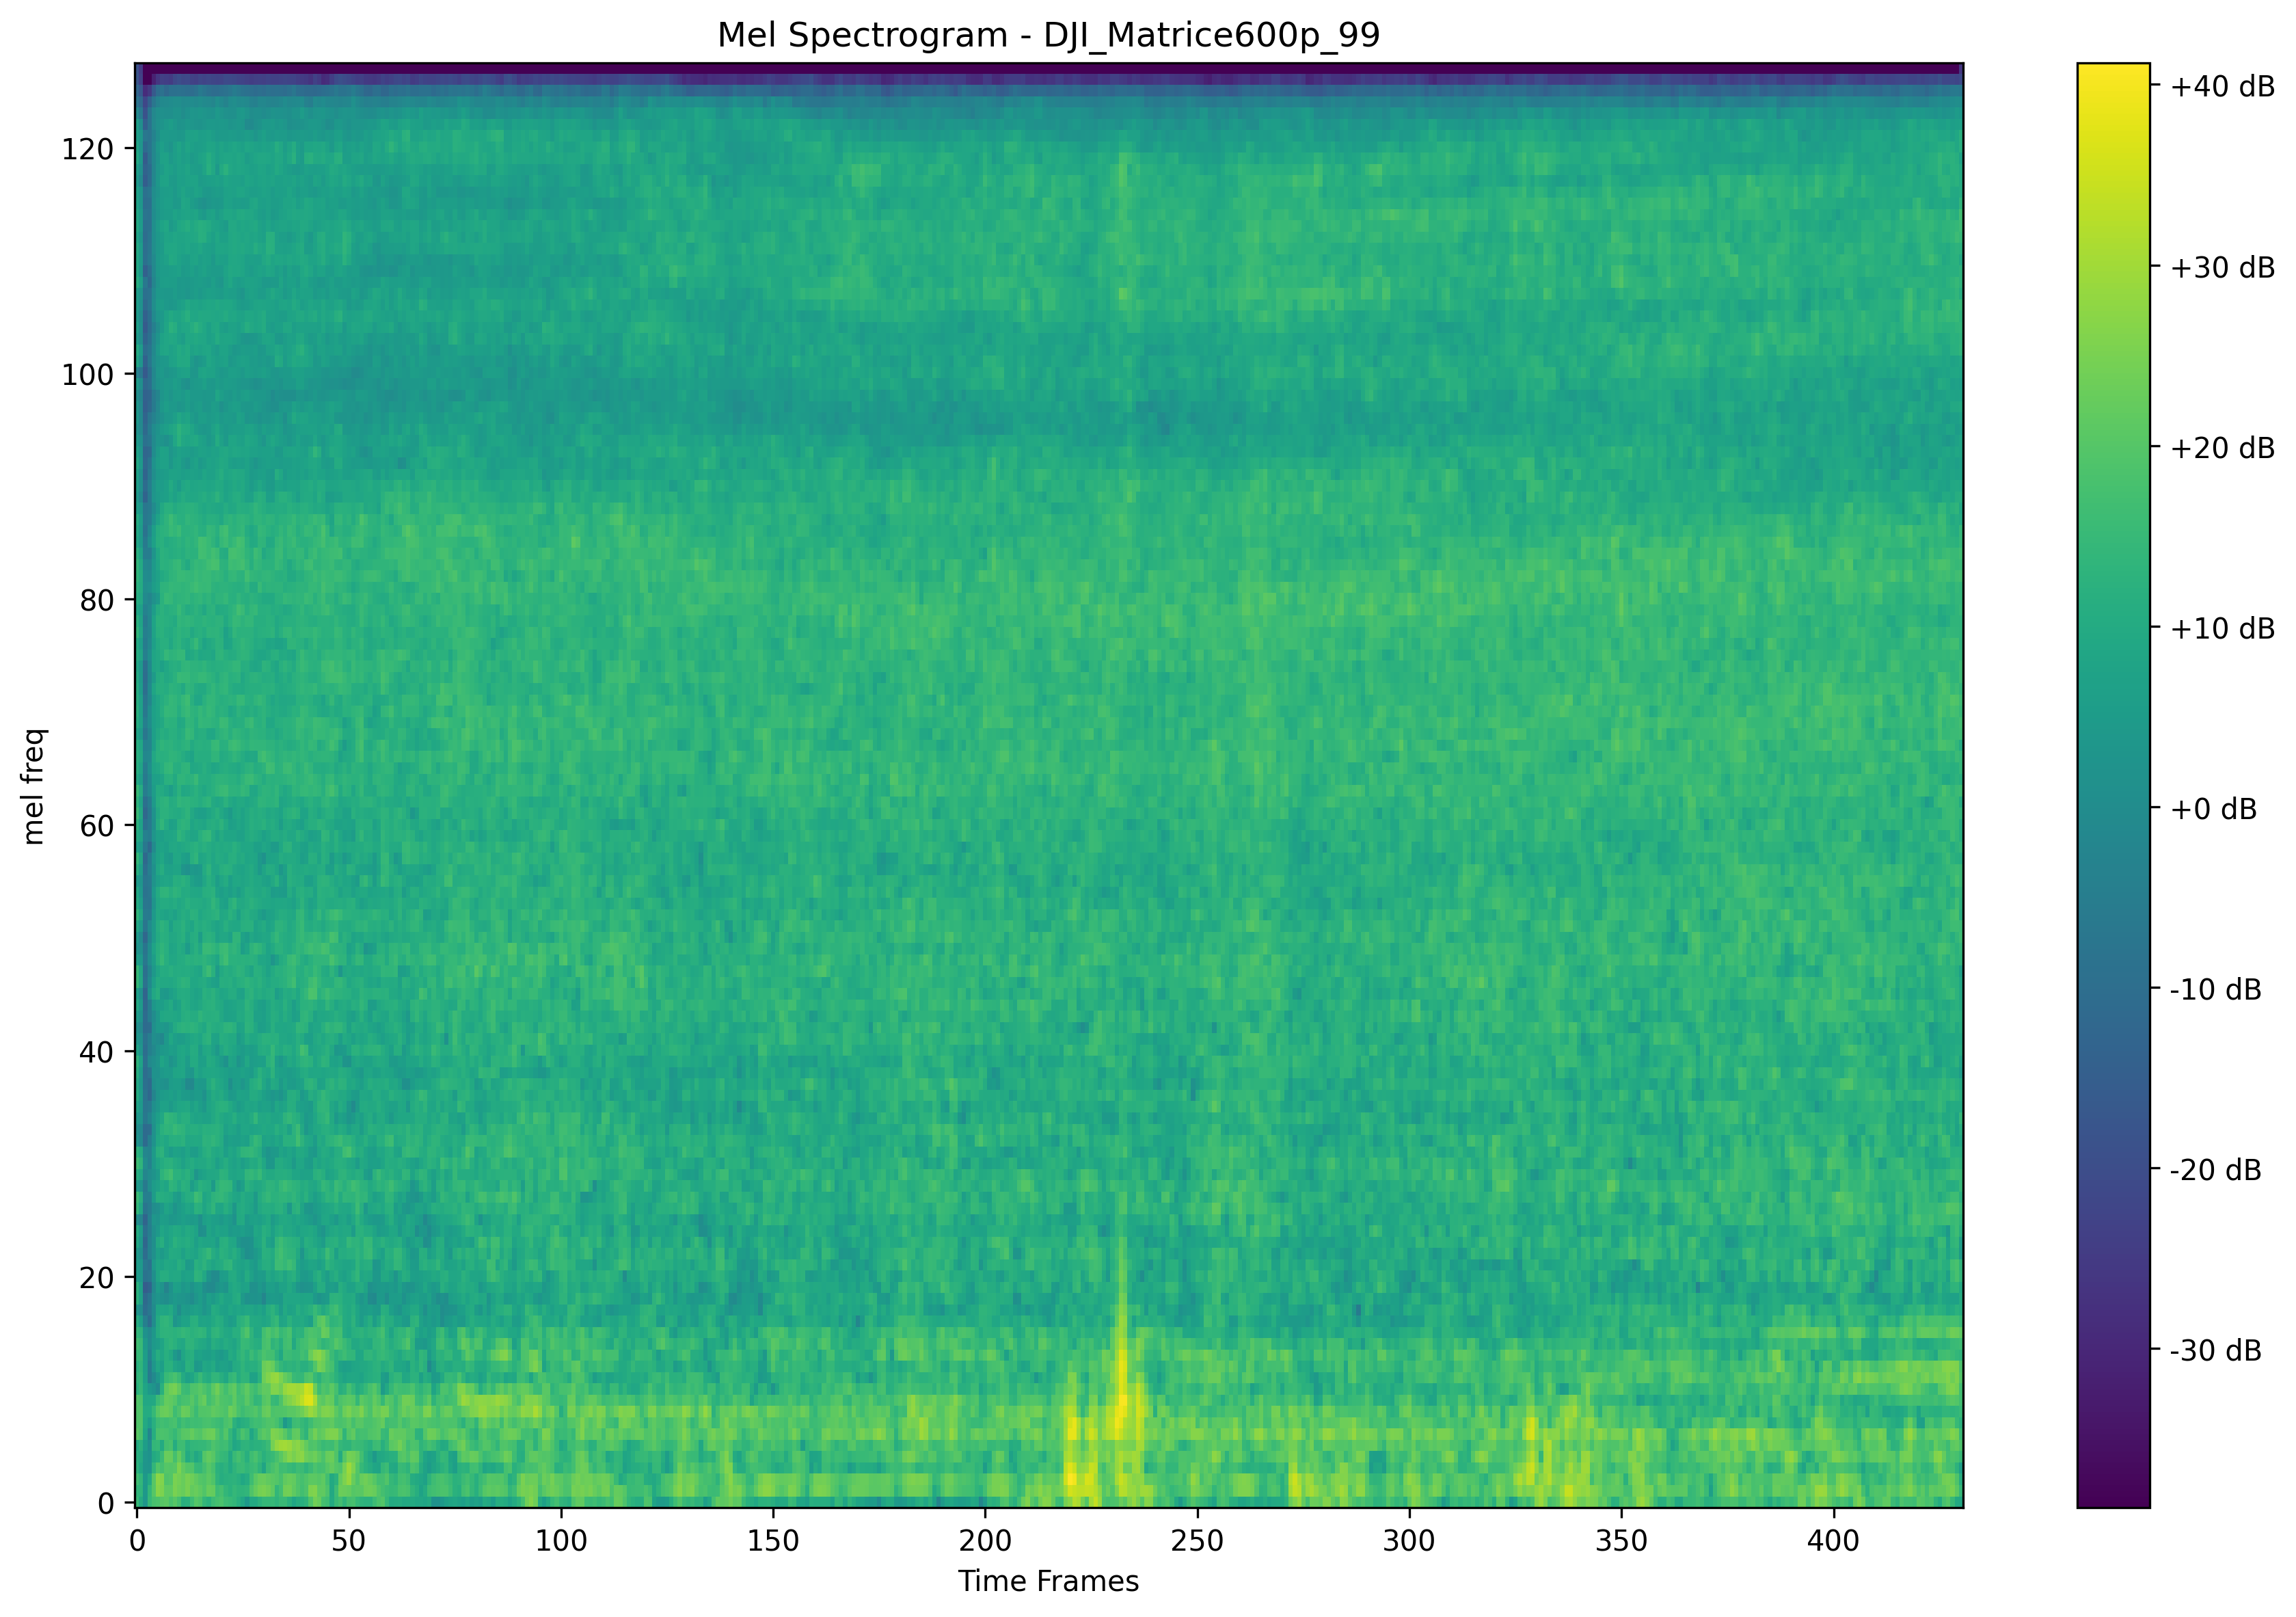 Mel Spectrogram - DJI_Matrice600p_99
mel freq
120
100
80
60
40
20
0
0 50 100 150 200 250 300 350 400
Time Frames
+40 dB
+30 dB
+20 dB
+10 dB
+0 dB
-10 dB
-20 dB
-30 dB